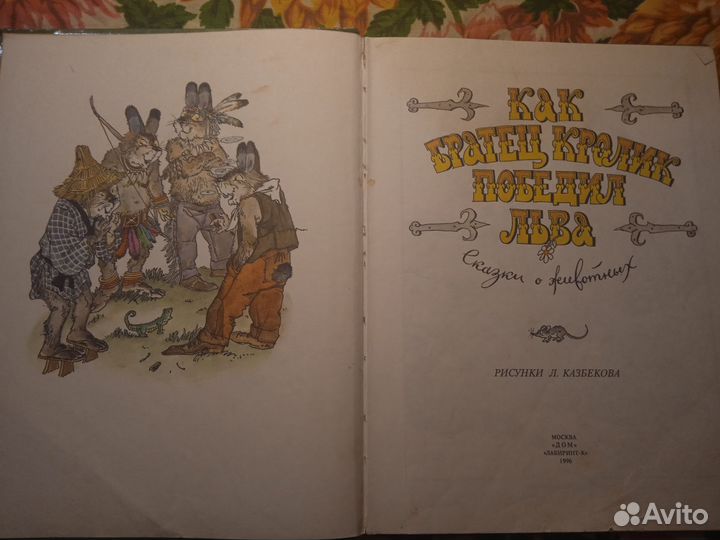 КАК
БРАТЕЦ КРОЛИК
ПОБЕДИЛ
ЛЬВА
Сказки о животных
РИСУНКИ Л. КАЗБЕКОВА
МОСКВА
«ДОМ»
«ЛАБИРИНТ-К»
1996
Avito